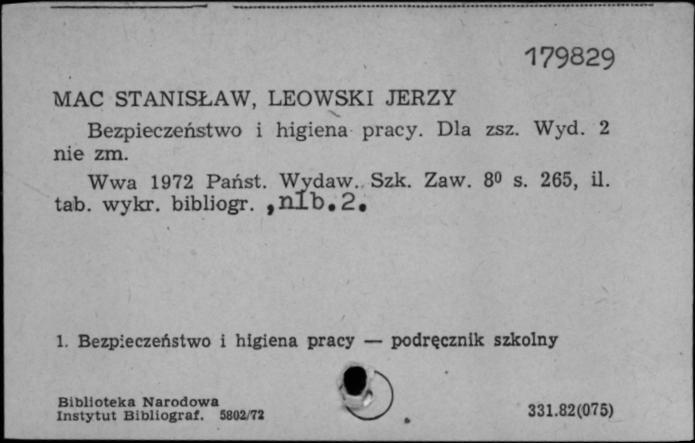 179829
MAC STANISŁAW, LEOWSKI JERZY
Bezpieczeństwo i higiena pracy. Dla zsz. Wyd. 2
nie zm.
Wwa 1972 Państ. Wydaw. Szk. Zaw. 8⁰ s. 265, il.
tab. wykr. bibliogr. ,nlb.2.
1. Bezpieczeństwo i higiena pracy — podręcznik szkolny
Biblioteka Narodowa
Instytut Bibliograf. 5802/72
331.82(075)